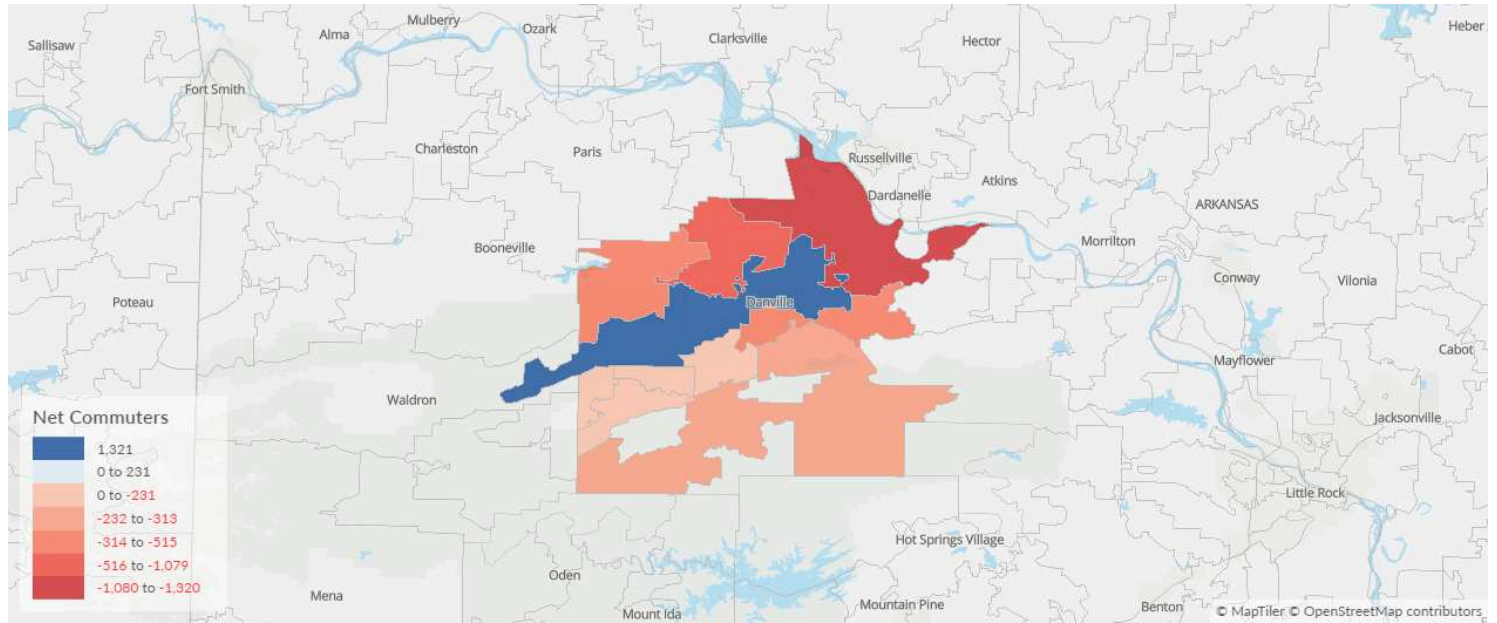 Mulberry
Ozark
Alma
Clarksville
Hector
Heber
Sallisaw
Fort Smith
Charleston
Paris
Russellville
Dardanelle
Atkins
ARKANSAS
Booneville
Morrilton
Conway
Vilonia
Poteau
Danville
Mayflower
Cabot
Waldron
Jacksonville
Net Commuters
1,321
0 to 231
0 to -231
-232 to -313
-314 to -515
-516 to -1,079
-1,080 to -1,320
Little Rock
Hot Springs Village
Oden
Mena
Mount Ida
Mountain Pine
Benton
© MapTiler © OpenStreetMap contributors